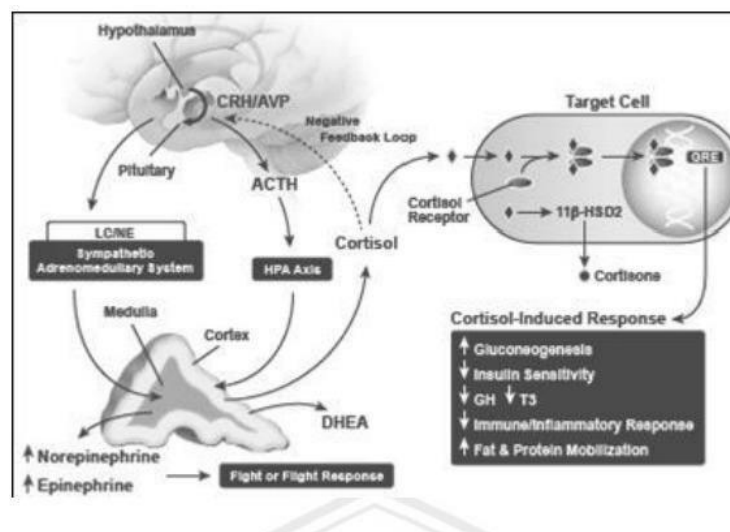 Hypothalamus
CRH/AVP
Negative
Feedback Loop
Pituitary
ACTH
Cortisol
LC/NE
Sympathetic
Adrenomedullary System
HPA Axis
Medulla
Cortex
DHEA
Norepinephrine
Epinephrine
Fight or Flight Response
Target Cell
GRE
Cortisol
Receptor
11β-HSD2
Cortisone
Cortisol-Induced Response
Gluconeogenesis
Insulin Sensitivity
GH T3
Immune/Inflammatory Response
Fat & Protein Mobilization